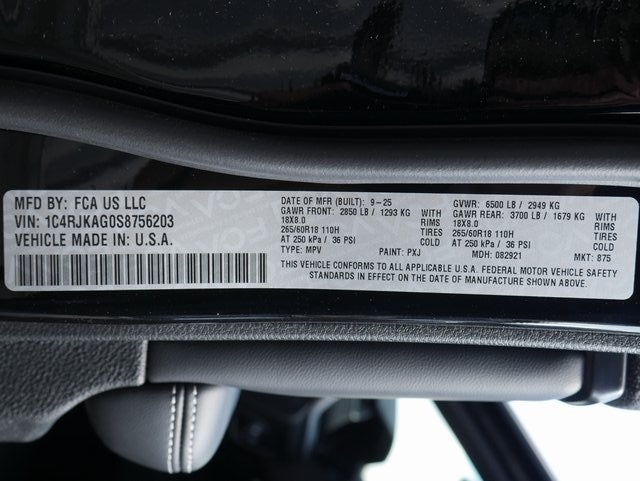 MFD BY: FCA US LLC
VIN: 1C4RJKAG0S8756203
VEHICLE MADE IN: U.S.A.
DATE OF MFR (BUILT): 9-25
GVWR: 6500 LB / 2949 KG
GAWR FRONT: 2850 LB / 1293 KG
GAWR REAR: 3700 LB / 1679 KG
18X8.0 RIMS 18X8.0 RIMS
265/60R18 110H TIRES 265/60R18 110H TIRES
AT 250 kPa / 36 PSI COLD AT 250 kPa / 36 PSI COLD
TYPE: MPV PAINT: PXJ MDH: 082921 MKT: 875
THIS VEHICLE CONFORMS TO ALL APPLICABLE U.S.A. FEDERAL MOTOR VEHICLE SAFETY
STANDARDS IN EFFECT ON THE DATE OF MANUFACTURE SHOWN ABOVE.